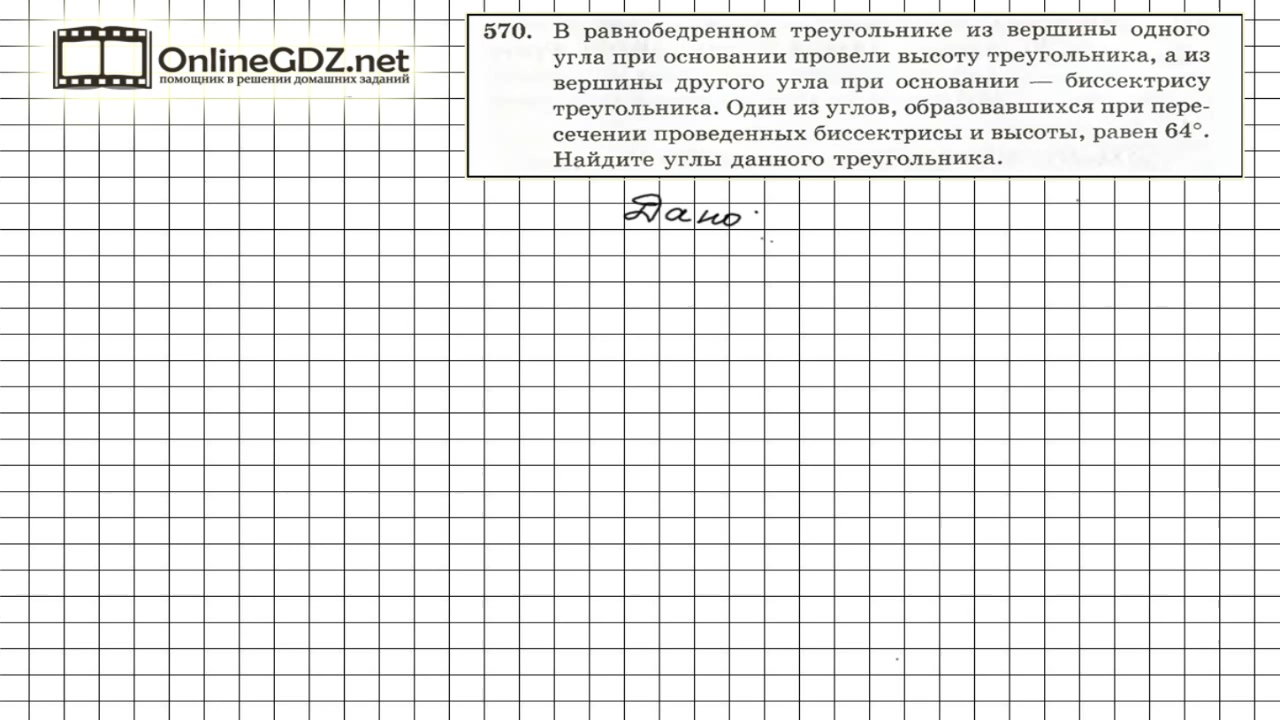 OnlineGDZ.net
помощник в решении домашних заданий
570. В равнобедренном треугольнике из вершины одного
угла при основании провели высоту треугольника, а из
вершины другого угла при основании — биссектрису
треугольника. Один из углов, образовавшихся при пере-
сечении проведенных биссектрисы и высоты, равен 64°.
Найдите углы данного треугольника.
Дано: